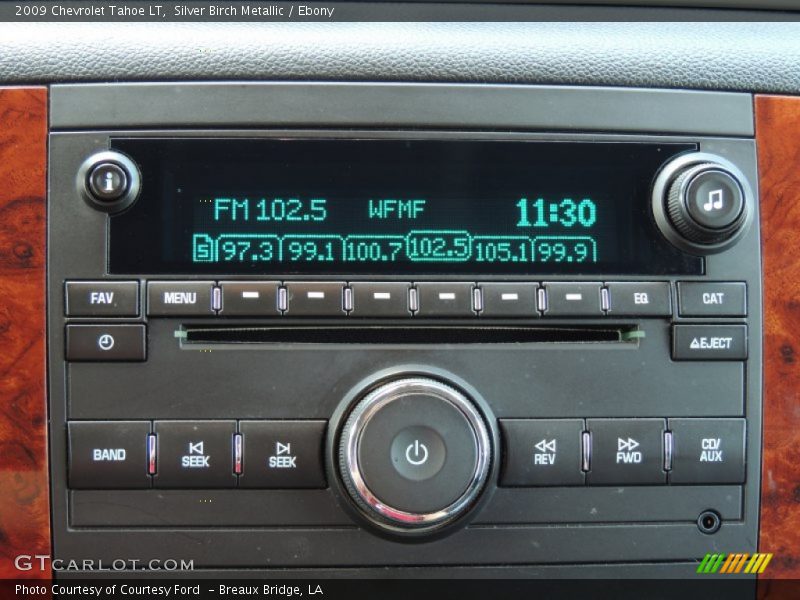 2009 Chevrolet Tahoe LT, Silver Birch Metallic / Ebony
i
FM 102.5 WFMF 11:30
5 97.3 99.1 100.7 102.5 105.1 99.9
FAV MENU EQ CAT
EJECT
BAND SEEK SEEK REV FWD CD/
AUX
GTCARLOT.COM
Photo Courtesy of Courtesy Ford - Breaux Bridge, LA